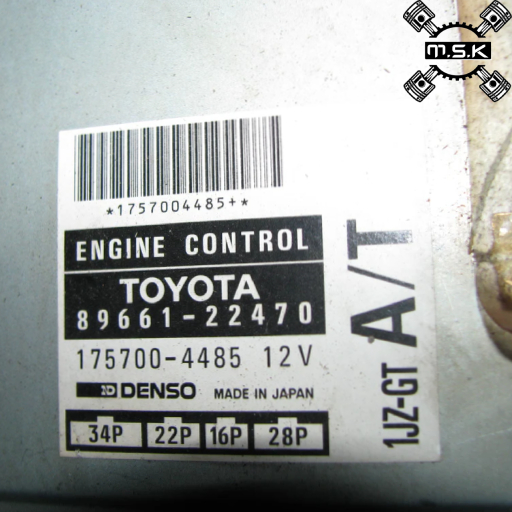 M.S.K
*1757004485+*
ENGINE CONTROL
TOYOTA
89661-22470
175700-4485 12V
DENSO MADE IN JAPAN
34P 22P 16P 28P
1JZ-GT A/T